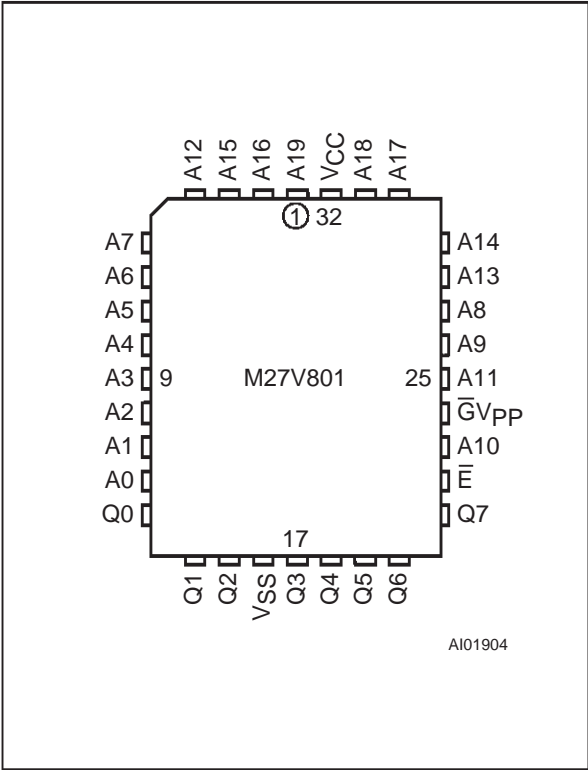 A12 A15 A16 A19 VCC A18 A17
1 32
A7 A14
A6 A13
A5 A8
A4 A9
A3 9 M27V801 25 A11
A2 G̅VPP
A1 A10
A0 E̅
Q0 Q7
17
Q1 Q2 VSS Q3 Q4 Q5 Q6
AI01904